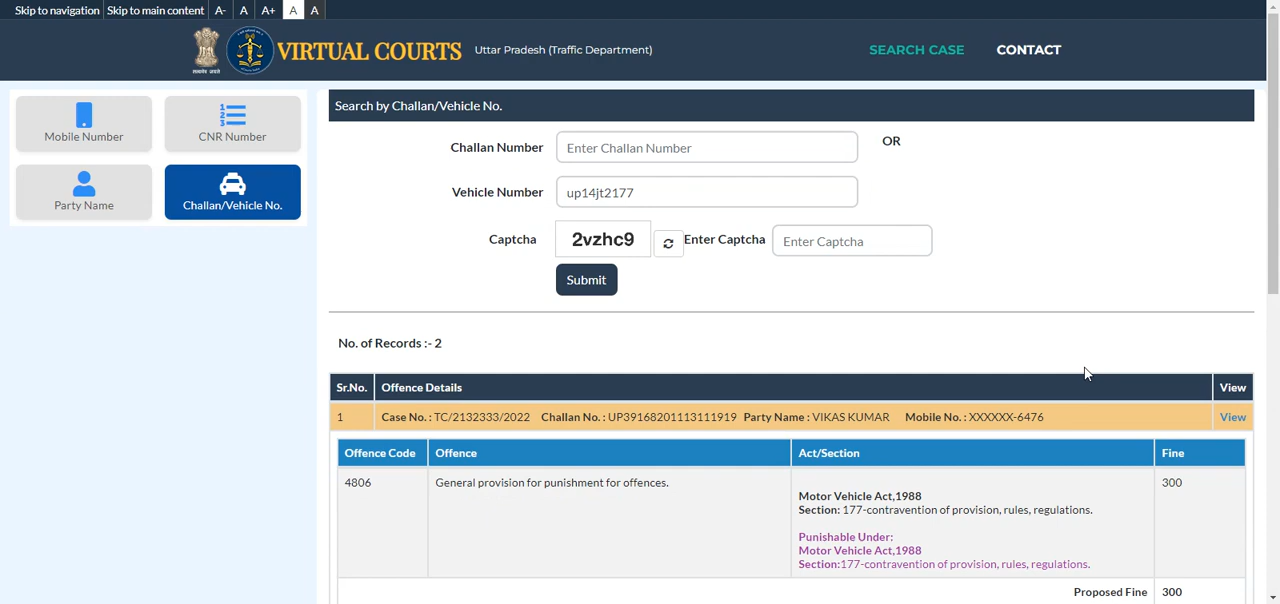 Skip to navigation Skip to main content A- A A+ A A
VIRTUAL COURTS Uttar Pradesh (Traffic Department) SEARCH CASE CONTACT
सत्यमेव जयते
Mobile Number CNR Number
Party Name Challan/Vehicle No.
Search by Challan/Vehicle No.
Challan Number Enter Challan Number OR
Vehicle Number up14jt2177
Captcha 2vzhc9 Enter Captcha Enter Captcha
Submit
No. of Records :- 2
Sr.No. Offence Details View
1 Case No. : TC/2132333/2022 Challan No. : UP39168201113111919 Party Name : VIKAS KUMAR Mobile No. : XXXXXX-6476 View
Offence Code Offence Act/Section Fine
4806 General provision for punishment for offences. 300
Motor Vehicle Act,1988
Section: 177-contravention of provision, rules, regulations.
Punishable Under:
Motor Vehicle Act,1988
Section:177-contravention of provision, rules, regulations.
Proposed Fine 300